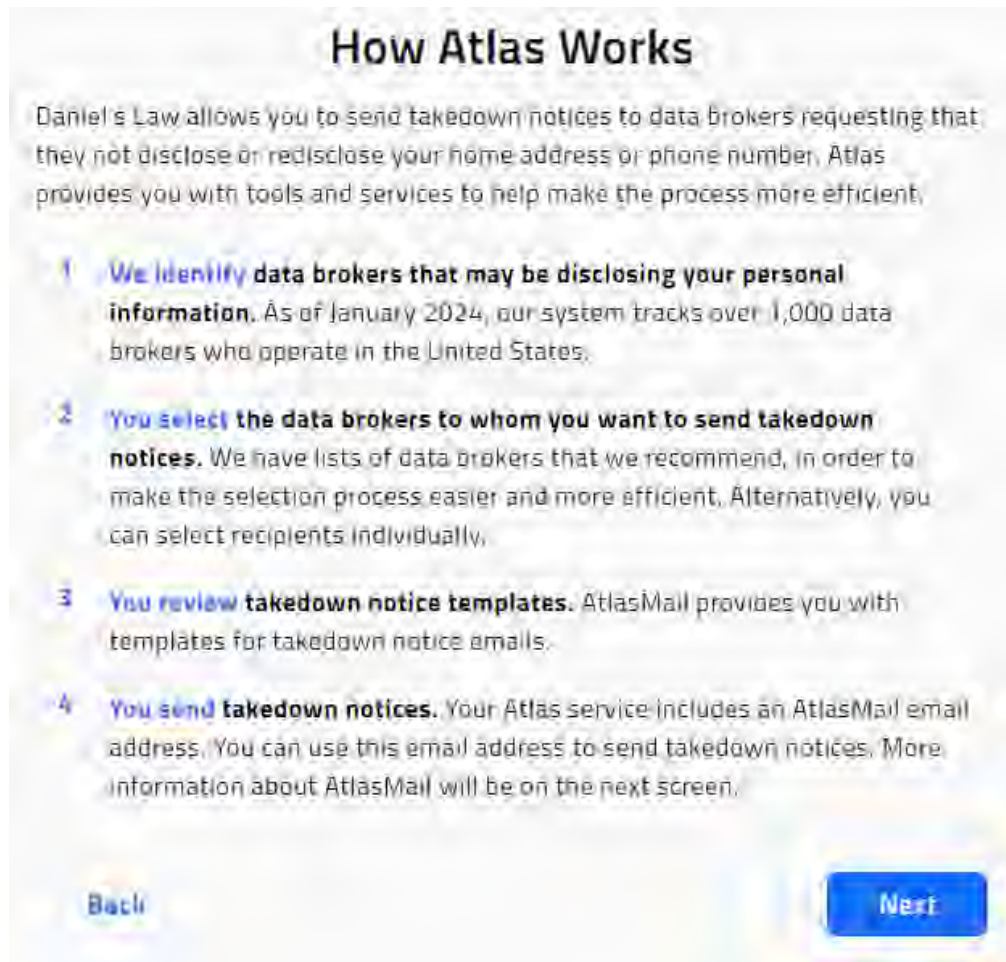 How Atlas Works
Daniel's Law allows you to send takedown notices to data brokers requesting that
they not disclose or redisclose your home address or phone number. Atlas
provides you with tools and services to help make the process more efficient.
1 We identify data brokers that may be disclosing your personal
information. As of January 2024, our system tracks over 1,000 data
brokers who operate in the United States.
2 You select the data brokers to whom you want to send takedown
notices. We have lists of data brokers that we recommend, in order to
make the selection process easier and more efficient. Alternatively, you
can select recipients individually.
3 You review takedown notice templates. AtlasMail provides you with
templates for takedown notice emails.
4 You send takedown notices. Your Atlas service includes an AtlasMail email
address. You can use this email address to send takedown notices. More
information about AtlasMail will be on the next screen.
Back Next